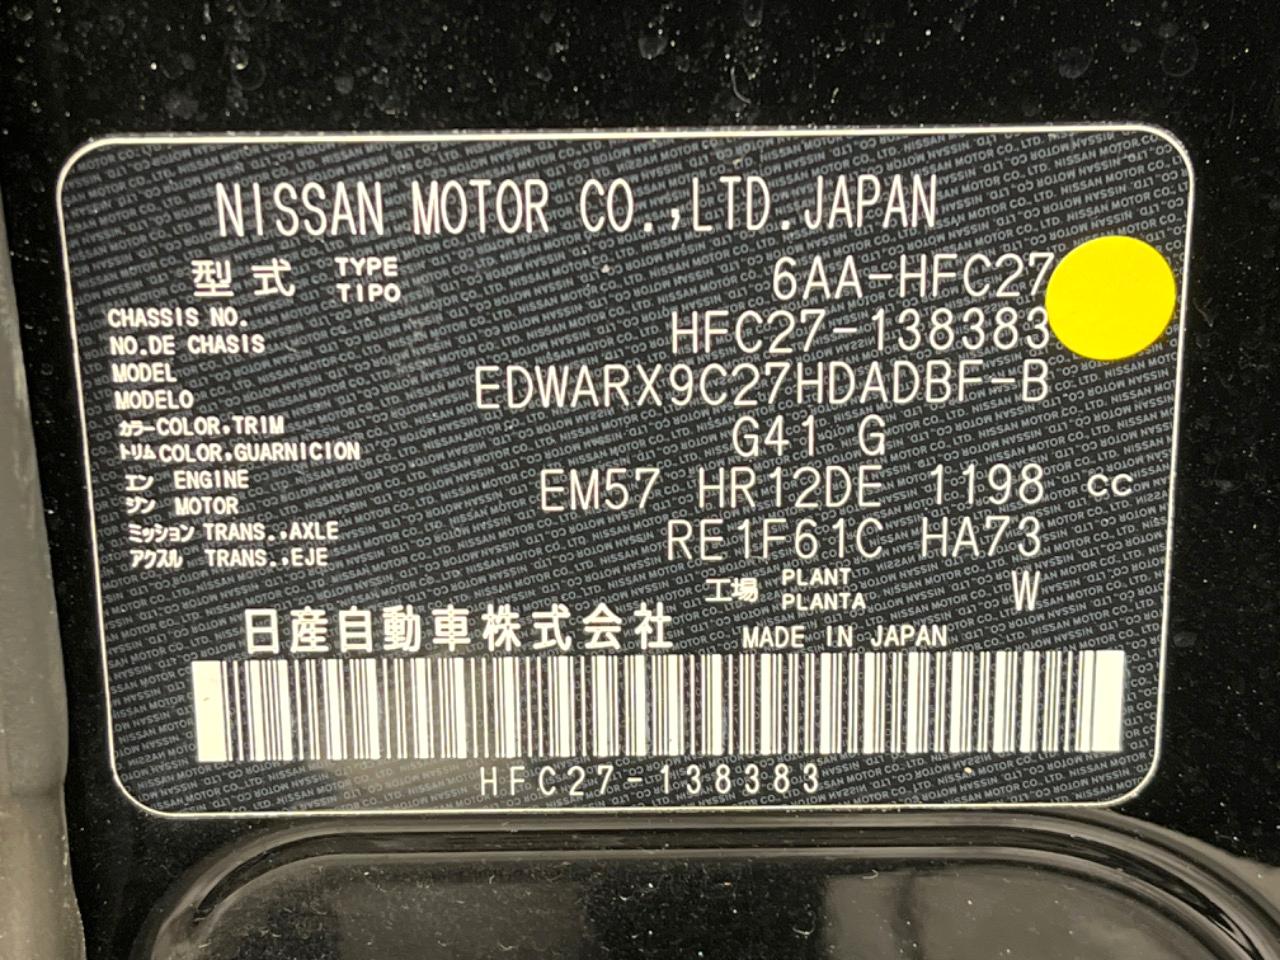 NISSAN MOTOR CO.,LTD.JAPAN
型式 TYPE 6AA-HFC27
TIPO
CHASSIS NO. HFC27-138383
NO.DE CHASIS
MODEL EDWARX9C27HDADBF-B
MODELO
カラー COLOR,TRIM G41 G
トリム COLOR,GUARNICION
エン ENGINE EM57 HR12DE 1198 cc
ジン MOTOR
ミッション TRANS.,AXLE RE1F61C HA73
アクスル TRANS.,EJE
工場 PLANT W
PLANTA
日産自動車株式会社 MADE IN JAPAN
HFC27-138383